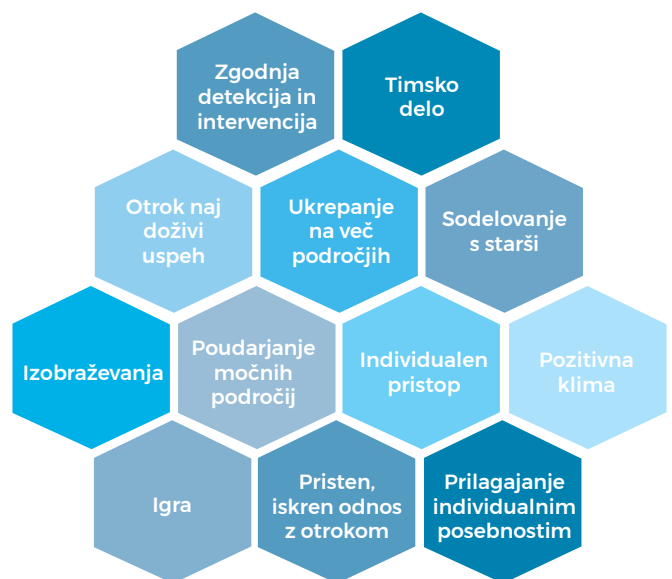 Zgodnja
detekcija in
intervencija
Timsko
delo
Otrok naj
doživi
uspeh
Ukrepanje
na več
področjih
Sodelovanje
s starši
Izobraževanja
Poudarjanje
močnih
področij
Individualen
pristop
Pozitivna
klima
Igra
Pristen,
iskren odnos
z otrokom
Prilagajanje
individualnim
posebnostim